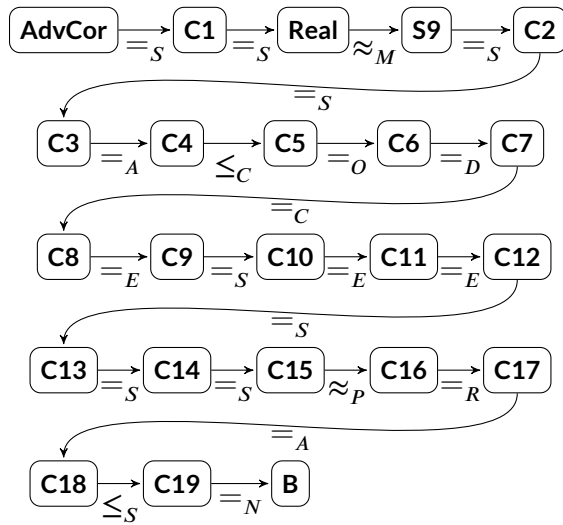 AdvCor =S C1 =S Real ≈M S9 =S C2
=S
C3 =A C4 ≤C C5 =O C6 =D C7
=C
C8 =E C9 =S C10 =E C11 =E C12
=S
C13 =S C14 =S C15 ≈P C16 =R C17
=A
C18 ≤S C19 =N B